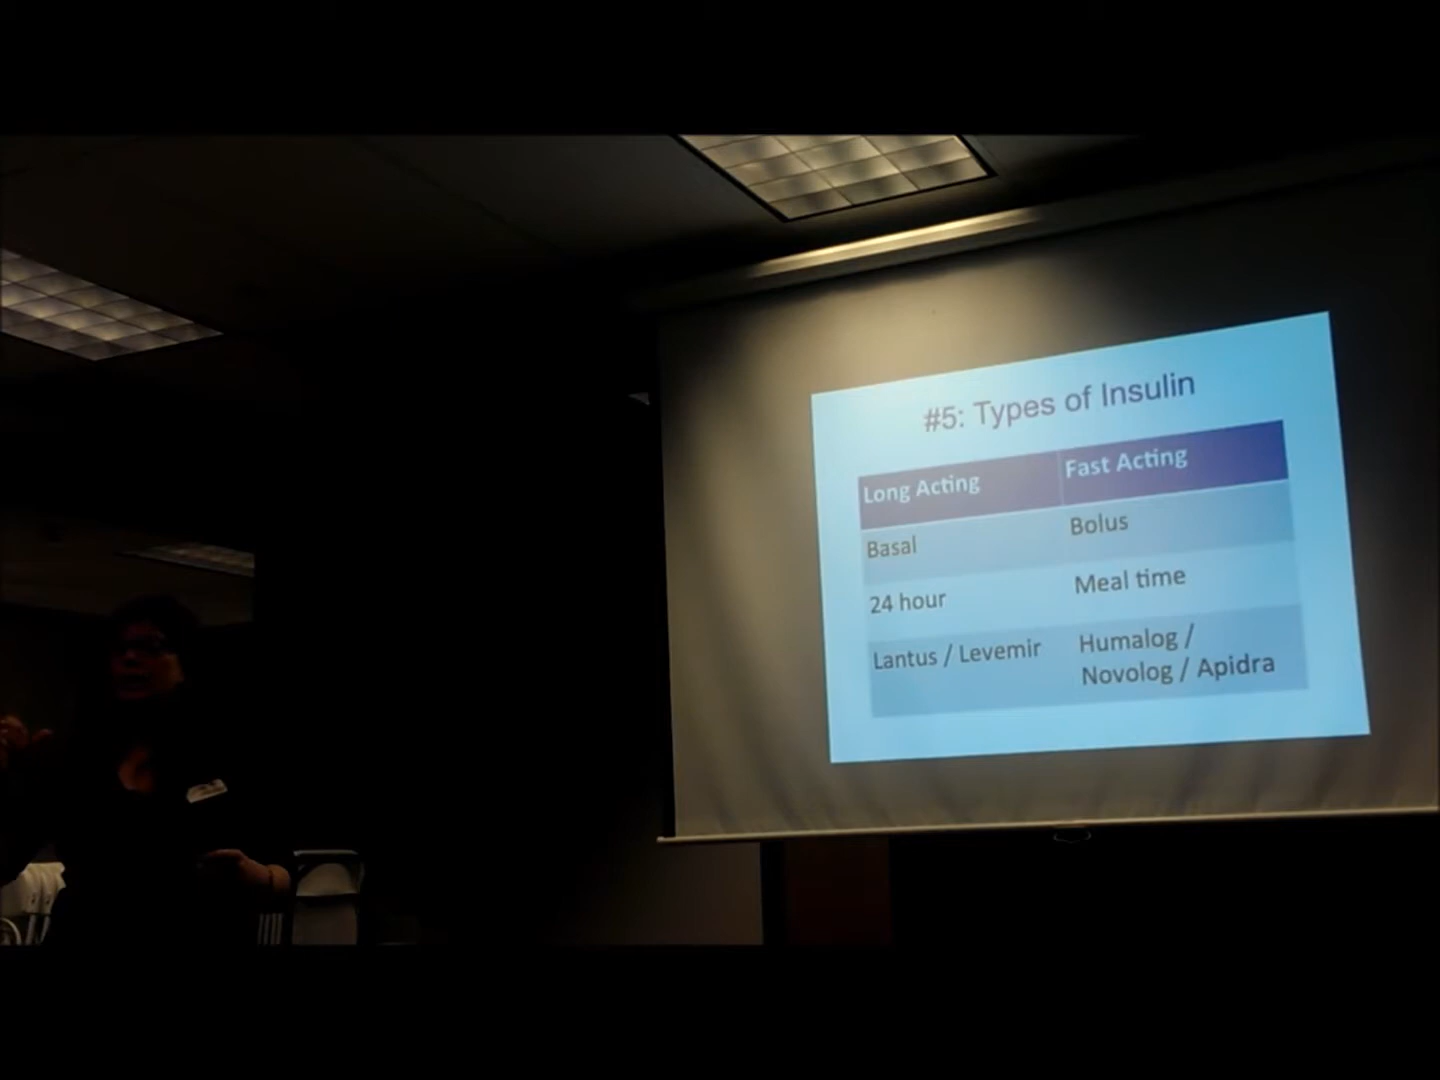 #5: Types of Insulin
Long Acting
Fast Acting
Basal
Bolus
24 hour
Meal time
Lantus / Levemir
Humalog /
Novolog / Apidra